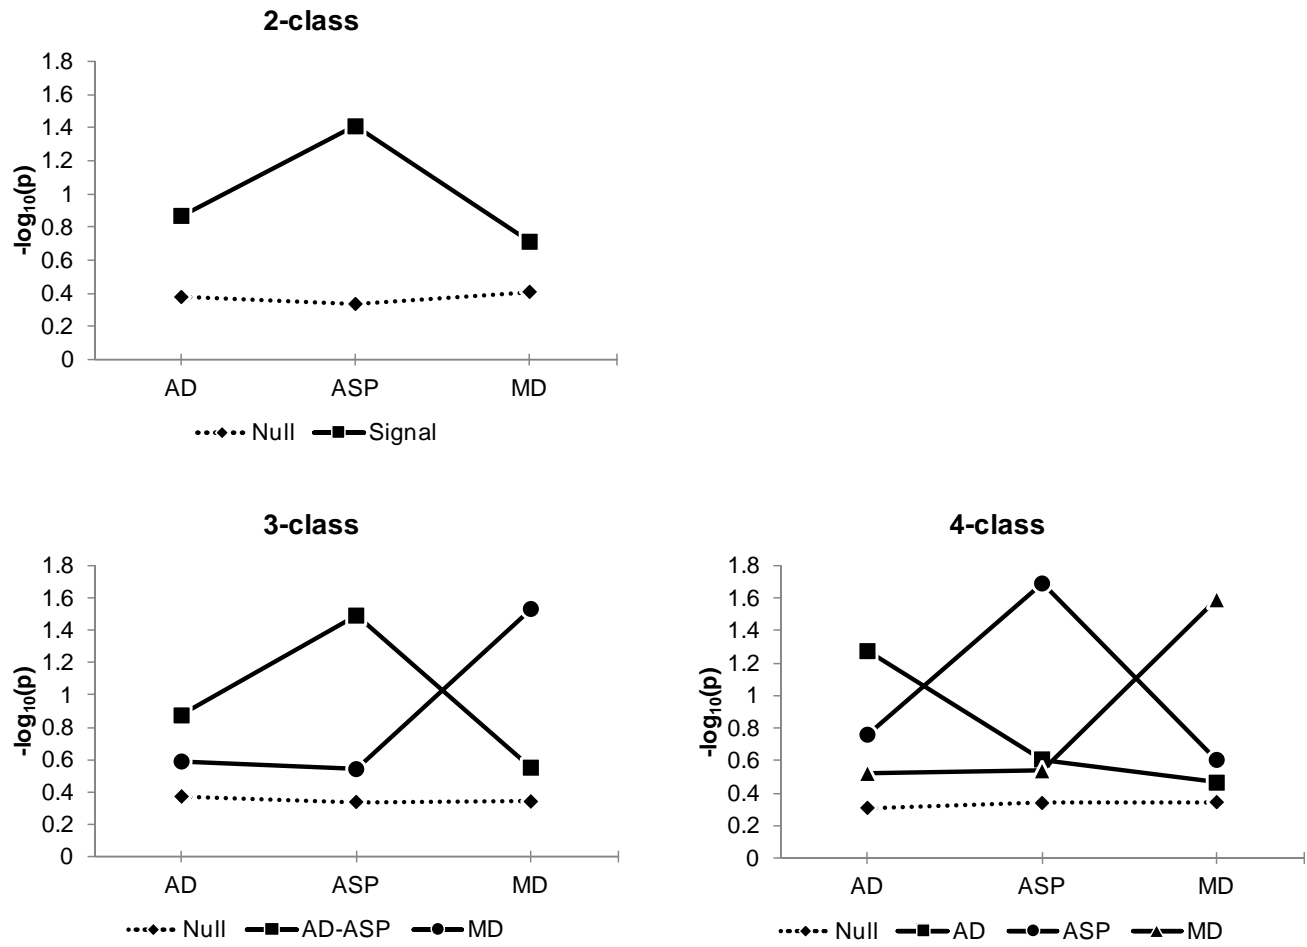 2-class
1.8
1.6
1.4
1.2
1
0.8
0.6
0.4
0.2
0
-log₁₀(p)
AD ASP MD
Null Signal
3-class
1.8
1.6
1.4
1.2
1
0.8
0.6
0.4
0.2
0
-log₁₀(p)
AD ASP MD
Null AD-ASP MD
4-class
1.8
1.6
1.4
1.2
1
0.8
0.6
0.4
0.2
0
-log₁₀(p)
AD ASP MD
Null AD ASP MD